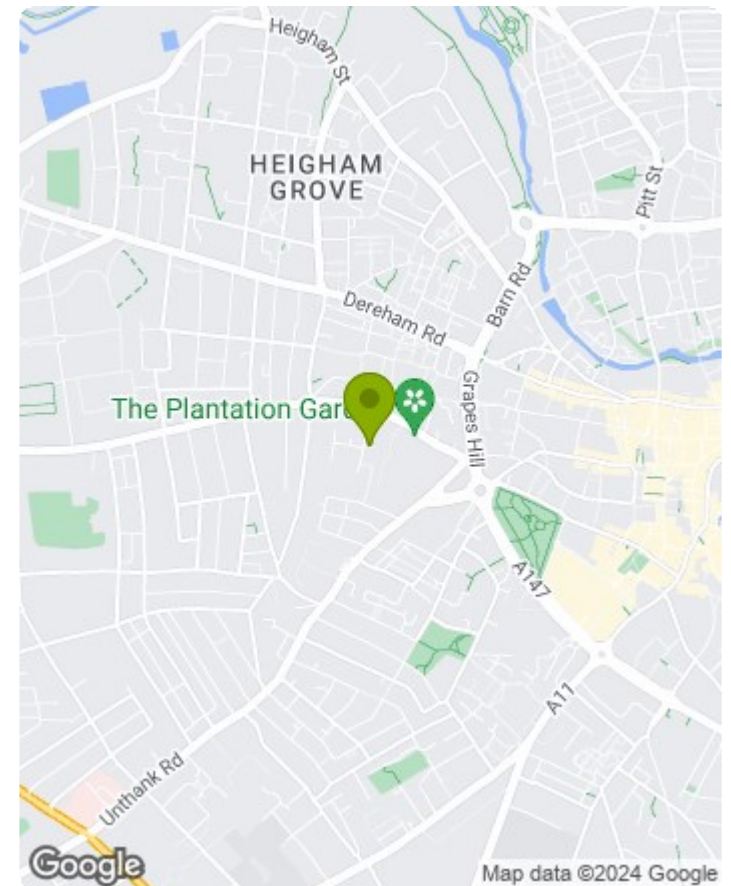 Heigham St
HEIGHAM
GROVE
Pitt St
Barn Rd
Dereham Rd
Grapes Hill
The Plantation Gar
A147
A11
Unthank Rd
Google
Map data ©2024 Google